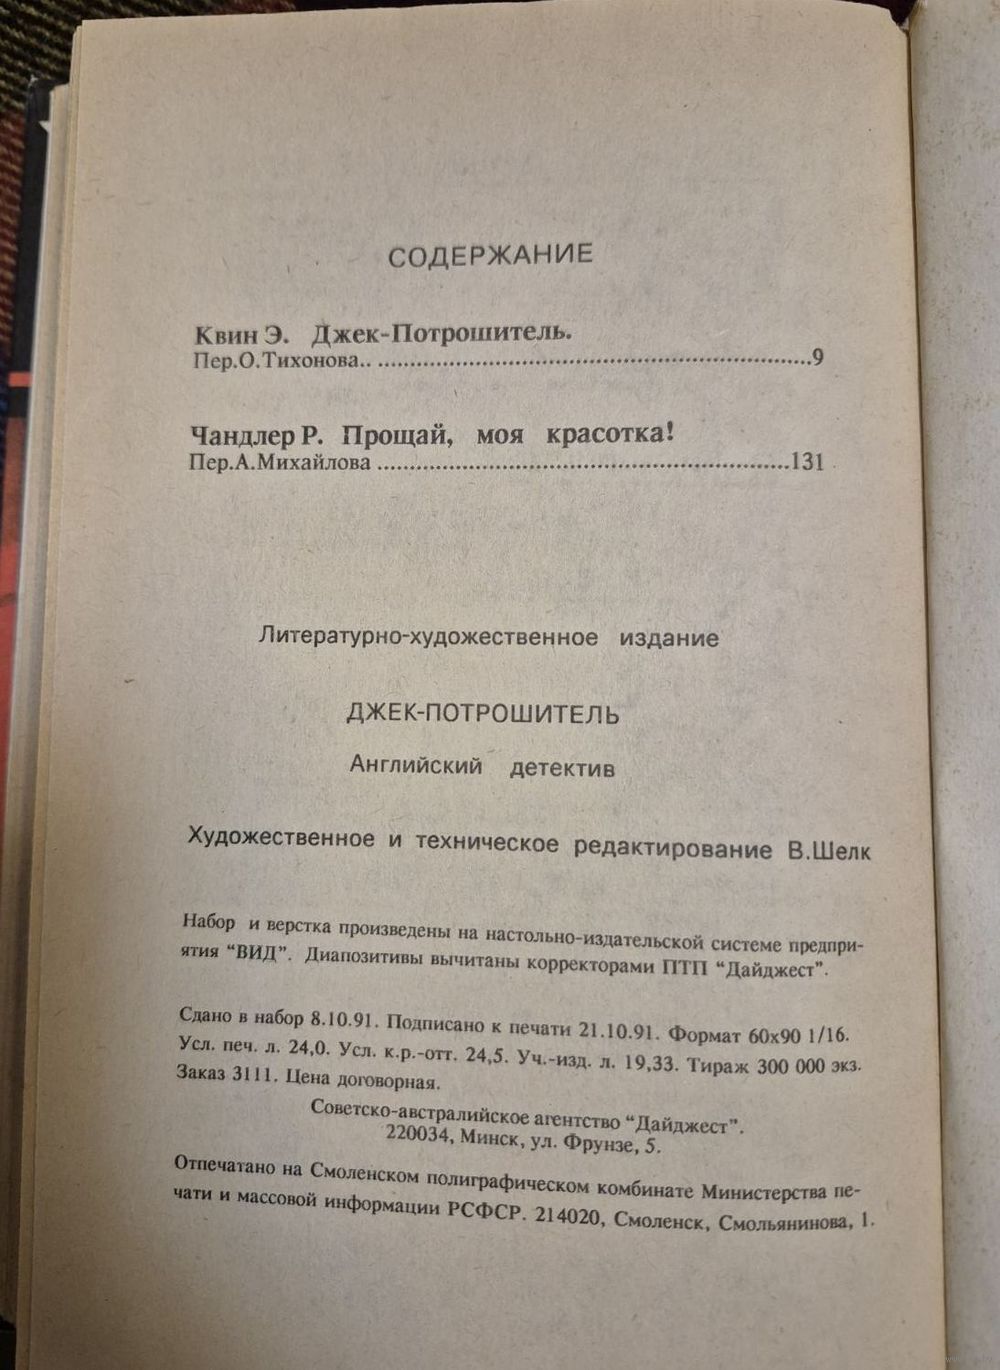 СОДЕРЖАНИЕ
Квин Э. Джек-Потрошитель.
Пер.О.Тихонова.. ........................................................................9
Чандлер Р. Прощай, моя красотка!
Пер.А.Михайлова ......................................................................131
Литературно-художественное издание
ДЖЕК-ПОТРОШИТЕЛЬ
Английский детектив
Художественное и техническое редактирование В.Шелк
Набор и верстка произведены на настольно-издательской системе предпри-
ятия “ВИД”. Диапозитивы вычитаны корректорами ПТП “Дайджест”.
Сдано в набор 8.10.91. Подписано к печати 21.10.91. Формат 60х90 1/16.
Усл. печ. л. 24,0. Усл. к.р.-отт. 24,5. Уч.-изд. л. 19,33. Тираж 300 000 экз.
Заказ 3111. Цена договорная.
Советско-австралийское агентство “Дайджест”.
220034, Минск, ул. Фрунзе, 5.
Отпечатано на Смоленском полиграфическом комбинате Министерства пе-
чати и массовой информации РСФСР. 214020, Смоленск, Смольянинова, 1.